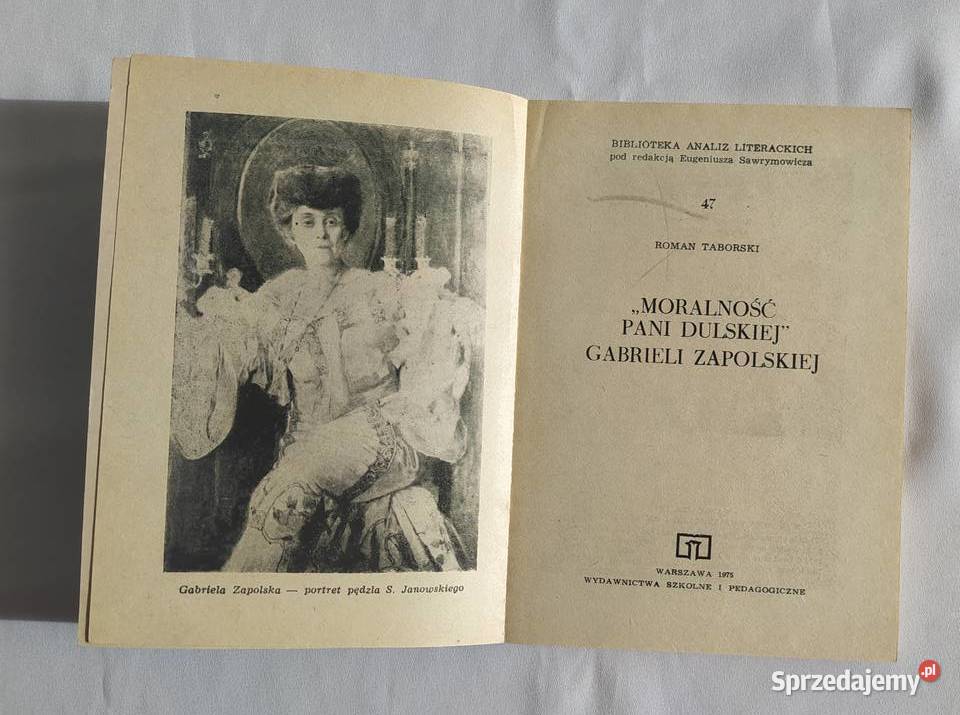 Gabriela Zapolska — portret pędzla S. Janowskiego
BIBLIOTEKA ANALIZ LITERACKICH
pod redakcją Eugeniusza Sawrymowicza
47
ROMAN TABORSKI
„MORALNOŚĆ
PANI DULSKIEJ”
GABRIELI ZAPOLSKIEJ
WARSZAWA 1975
WYDAWNICTWA SZKOLNE I PEDAGOGICZNE
Sprzedajemy.pl